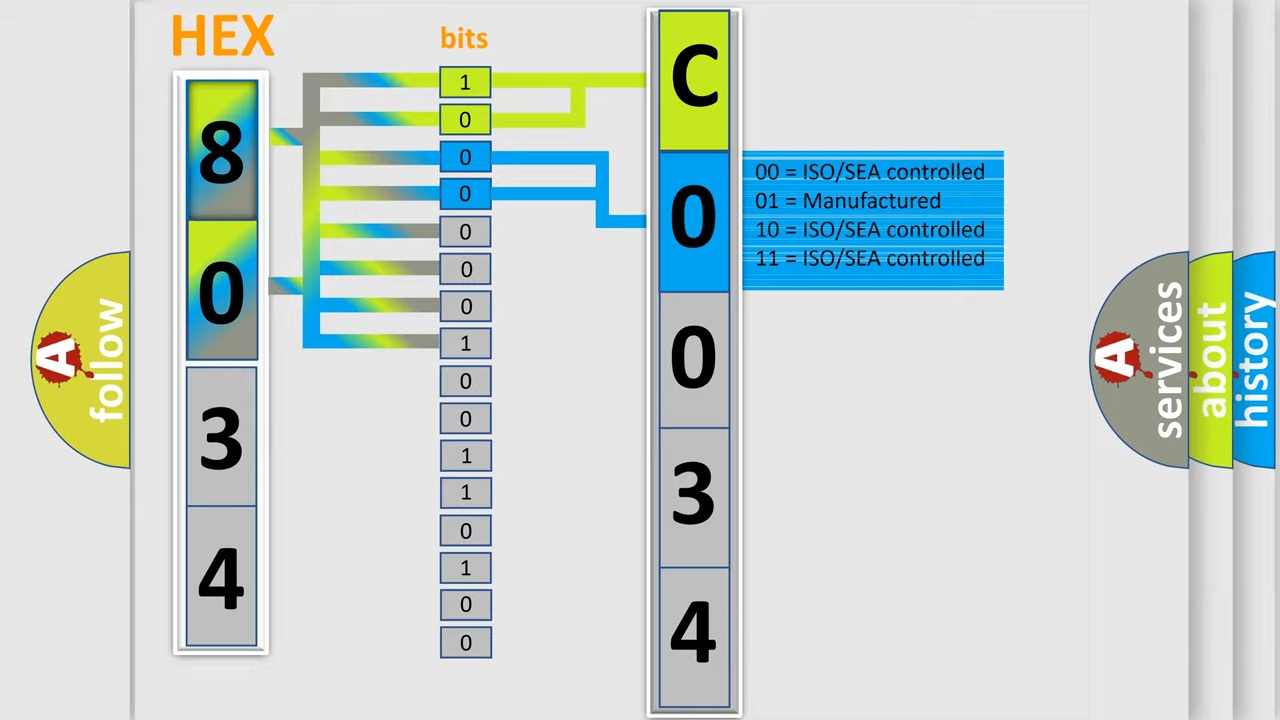 HEX
8
0
3
4
bits
1
0
0
0
0
0
0
1
0
0
1
1
0
1
0
0
C
0
0
3
4
00 = ISO/SEA controlled
01 = Manufactured
10 = ISO/SEA controlled
11 = ISO/SEA controlled
A
follow
A
services
about
history